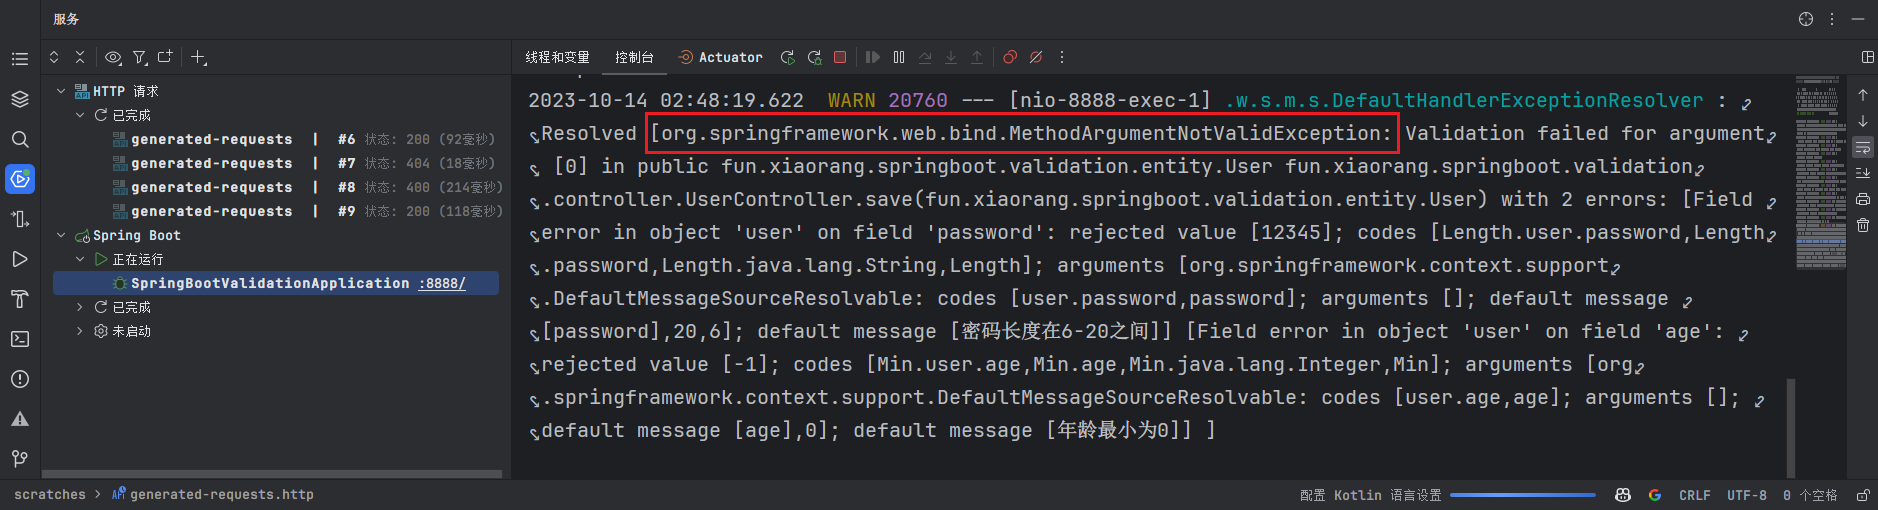 服务
HTTP 请求
已完成
generated-requests | #6 状态: 200 (92毫秒)
generated-requests | #7 状态: 404 (18毫秒)
generated-requests | #8 状态: 400 (214毫秒)
generated-requests | #9 状态: 200 (118毫秒)
Spring Boot
正在运行
SpringBootValidationApplication :8888/
已完成
未启动
线程和变量 控制台 Actuator
2023-10-14 02:48:19.622  WARN 20760 --- [nio-8888-exec-1] .w.s.m.s.DefaultHandlerExceptionResolver :
Resolved [org.springframework.web.bind.MethodArgumentNotValidException: Validation failed for argument
[0] in public fun.xiaorang.springboot.validation.entity.User fun.xiaorang.springboot.validation
.controller.UserController.save(fun.xiaorang.springboot.validation.entity.User) with 2 errors: [Field
error in object 'user' on field 'password': rejected value [12345]; codes [Length.user.password,Length
.password,Length.java.lang.String,Length]; arguments [org.springframework.context.support
.DefaultMessageSourceResolvable: codes [user.password,password]; arguments []; default message
[password],20,6]; default message [密码长度在6-20之间]] [Field error in object 'user' on field 'age':
rejected value [-1]; codes [Min.user.age,Min.age,Min.java.lang.Integer,Min]; arguments [org
.springframework.context.support.DefaultMessageSourceResolvable: codes [user.age,age]; arguments [];
default message [age],0]; default message [年龄最小为0]] ]
scratches > generated-requests.http
配置 Kotlin 语言设置 CRLF UTF-8 0 个空格